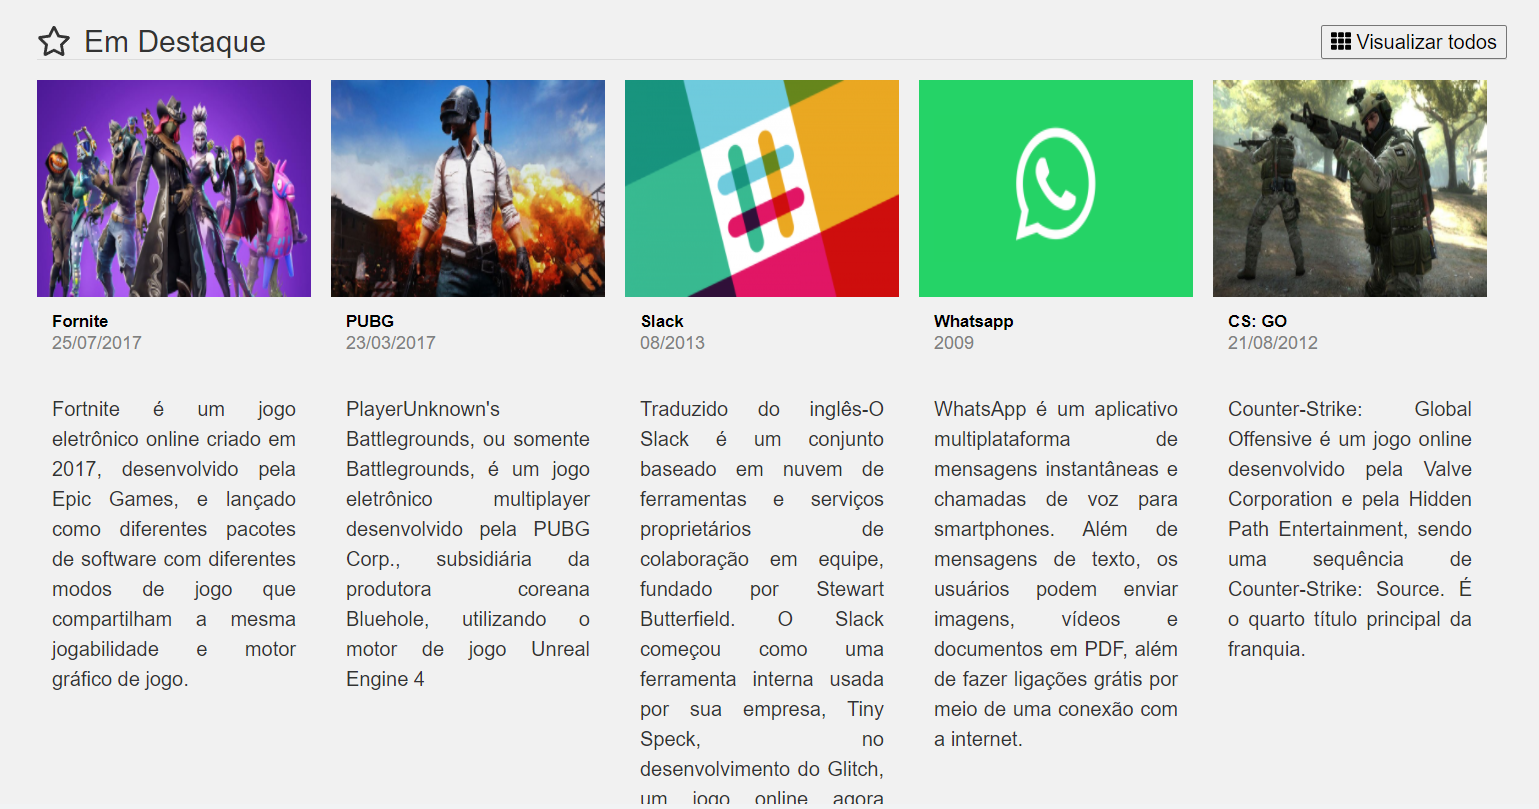 Em Destaque
Visualizar todos
Fornite
25/07/2017
Fortnite é um jogo
eletrônico online criado em
2017, desenvolvido pela
Epic Games, e lançado
como diferentes pacotes
de software com diferentes
modos de jogo que
compartilham a mesma
jogabilidade e motor
gráfico de jogo.
PUBG
23/03/2017
PlayerUnknown's
Battlegrounds, ou somente
Battlegrounds, é um jogo
eletrônico multiplayer
desenvolvido pela PUBG
Corp., subsidiária da
produtora coreana
Bluehole, utilizando o
motor de jogo Unreal
Engine 4
Slack
08/2013
Traduzido do inglês-O
Slack é um conjunto
baseado em nuvem de
ferramentas e serviços
proprietários de
colaboração em equipe,
fundado por Stewart
Butterfield. O Slack
começou como uma
ferramenta interna usada
por sua empresa, Tiny
Speck, no
desenvolvimento do Glitch,
um jogo online agora
Whatsapp
2009
WhatsApp é um aplicativo
multiplataforma de
mensagens instantâneas e
chamadas de voz para
smartphones. Além de
mensagens de texto, os
usuários podem enviar
imagens, vídeos e
documentos em PDF, além
de fazer ligações grátis por
meio de uma conexão com
a internet.
CS: GO
21/08/2012
Counter-Strike: Global
Offensive é um jogo online
desenvolvido pela Valve
Corporation e pela Hidden
Path Entertainment, sendo
uma sequência de
Counter-Strike: Source. É
o quarto título principal da
franquia.